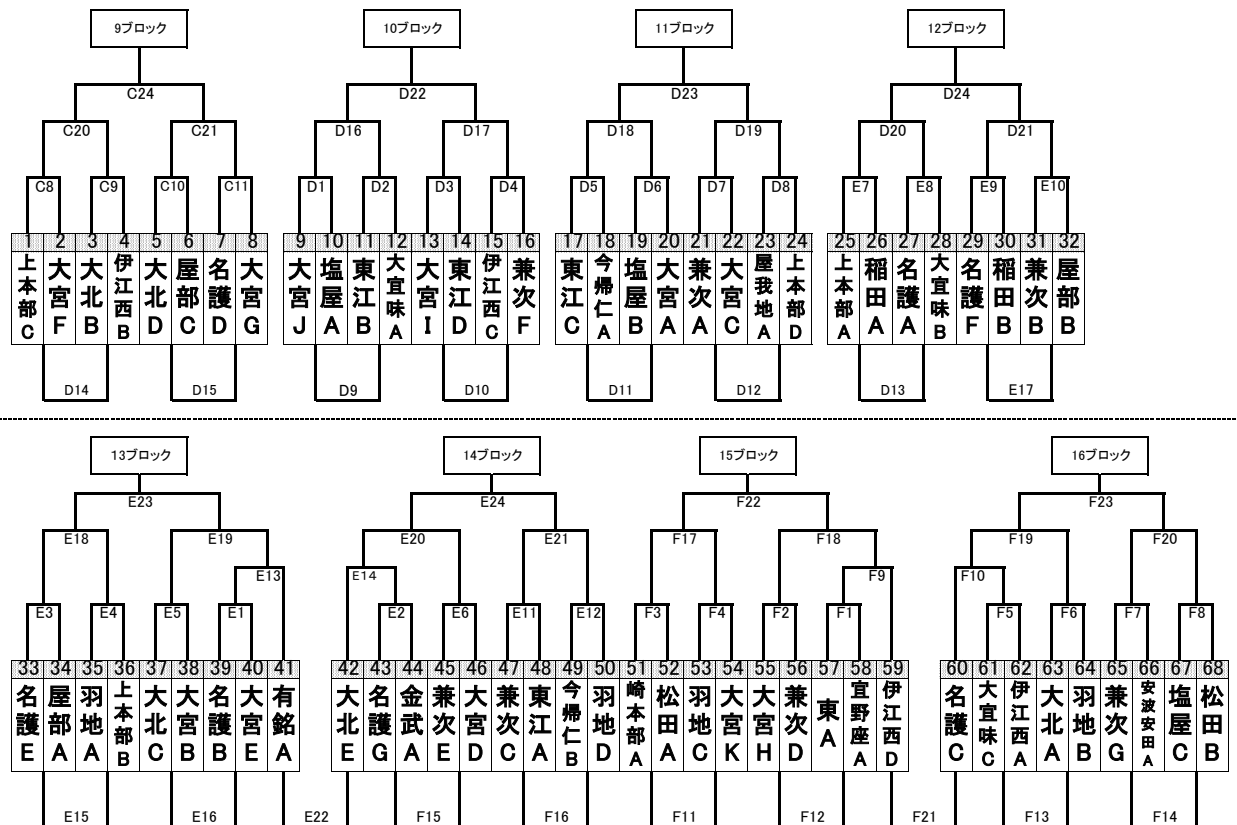 9ブロック 10ブロック 11ブロック 12ブロック
C24 D22 D23 D24
C20 C21 D16 D17 D18 D19 D20 D21
C8 C9 C10 C11 D1 D2 D3 D4 D5 D6 D7 D8 E7 E8 E9 E10
1 2 3 4 5 6 7 8 9 10 11 12 13 14 15 16 17 18 19 20 21 22 23 24 25 26 27 28 29 30 31 32
上本部C
大宮F
大北B
伊江西B
大北D
屋部C
名護D
大宮G
大宮J
塩屋A
東江B
大宜味A
大宮I
東江D
伊江西C
兼次F
東江C
今帰仁A
塩屋B
大宮A
兼次A
大宮C
屋我地A
上本部D
上本部A
稲田A
名護A
大宜味B
名護F
稲田B
兼次B
屋部B
D14 D15 D9 D10 D11 D12 D13 E17
13ブロック 14ブロック 15ブロック 16ブロック
E23 E24 F22 F23
E18 E19 E20 E21 F17 F18 F19 F20
E13 E14 F9 F10
E3 E4 E5 E1 E2 E6 E11 E12 F3 F4 F2 F1 F5 F6 F7 F8
33 34 35 36 37 38 39 40 41 42 43 44 45 46 47 48 49 50 51 52 53 54 55 56 57 58 59 60 61 62 63 64 65 66 67 68
名護E
屋部A
羽地A
上本部B
大北C
大宮B
名護B
大宮E
有銘A
大北E
名護G
金武A
兼次E
大宮D
兼次C
東江A
今帰仁B
羽地D
崎本部A
松田A
羽地C
大宮K
大宮H
兼次D
東A
宜野座A
伊江西D
名護C
大宜味C
伊江西A
大北A
羽地B
兼次G
安波安田A
塩屋C
松田B
E15 E16 E22 F15 F16 F11 F12 F21 F13 F14